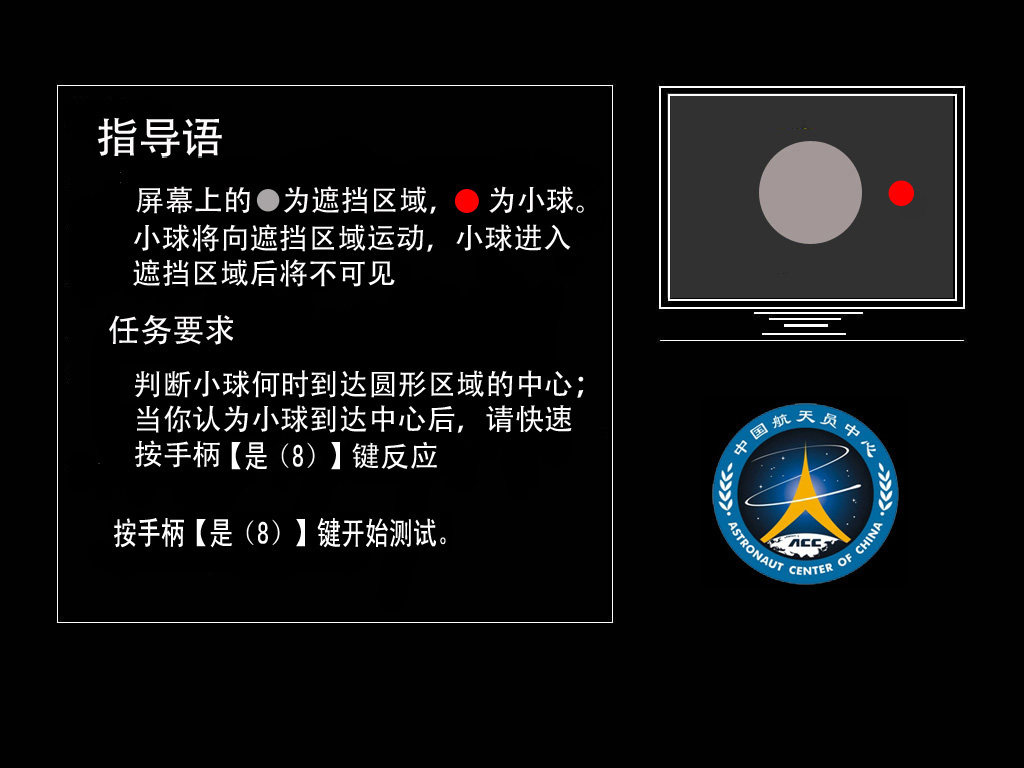 指导语
屏幕上的 为遮挡区域， 为小球。
小球将向遮挡区域运动，小球进入
遮挡区域后将不可见
任务要求
判断小球何时到达圆形区域的中心；
当你认为小球到达中心后，请快速
按手柄【是（8）】键反应
按手柄【是（8）】键开始测试。
中国航天员中心
ACC
ASTRONAUT CENTER OF CHINA